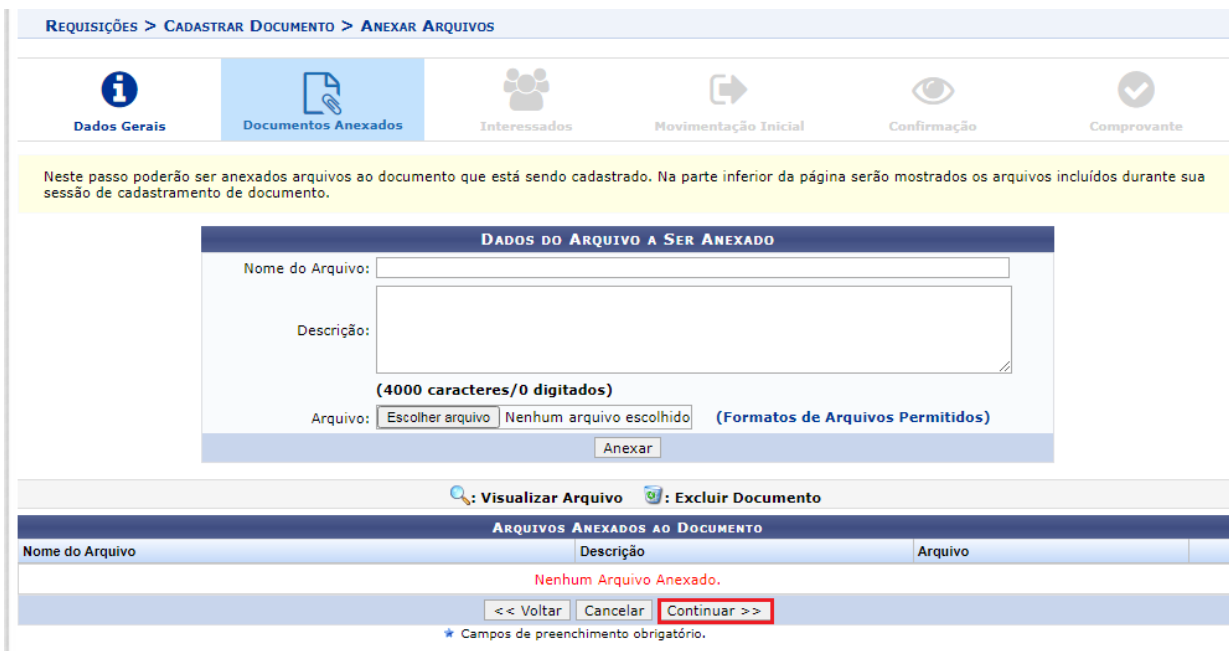 Requisições > Cadastrar Documento > Anexar Arquivos
Dados Gerais Documentos Anexados Interessados Movimentação Inicial Confirmação Comprovante
Neste passo poderão ser anexados arquivos ao documento que está sendo cadastrado. Na parte inferior da página serão mostrados os arquivos incluídos durante sua
sessão de cadastramento de documento.
Dados do Arquivo a Ser Anexado
Nome do Arquivo:
Descrição:
(4000 caracteres/0 digitados)
Arquivo: Escolher arquivo Nenhum arquivo escolhido (Formatos de Arquivos Permitidos)
Anexar
: Visualizar Arquivo : Excluir Documento
Arquivos Anexados ao Documento
Nome do Arquivo Descrição Arquivo
Nenhum Arquivo Anexado.
<< Voltar Cancelar Continuar >>
Campos de preenchimento obrigatório.